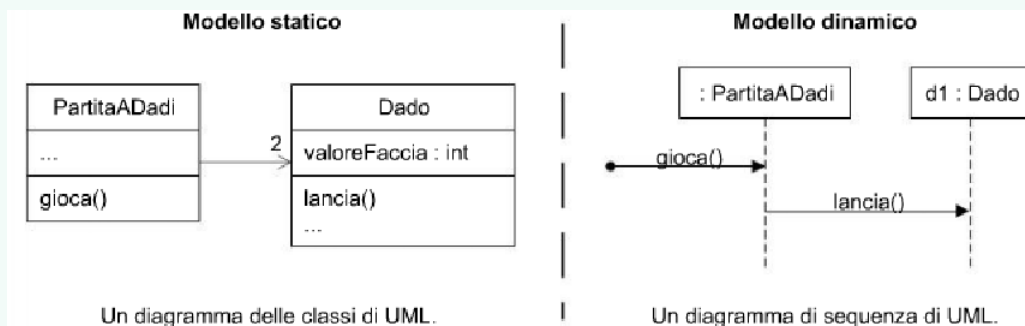 Modello statico
PartitaADadi
...
gioca()
2
Dado
valoreFaccia : int
lancia()
...
Un diagramma delle classi di UML.
Modello dinamico
: PartitaADadi
d1 : Dado
gioca()
lancia()
Un diagramma di sequenza di UML.